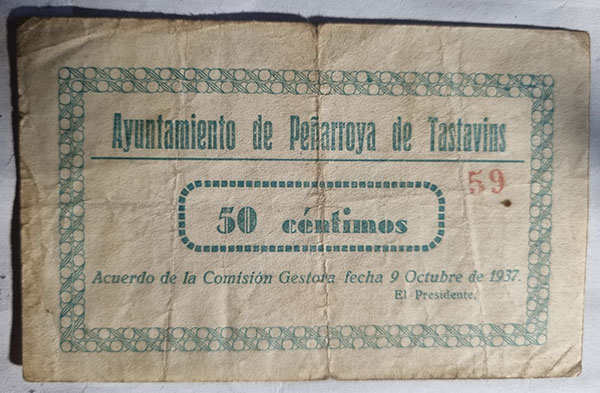 Ayuntamiento de Peñarroya de Tastavins
59
50 céntimos
Acuerdo de la Comisión Gestora fecha 9 Octubre de 1937.
El Presidente.